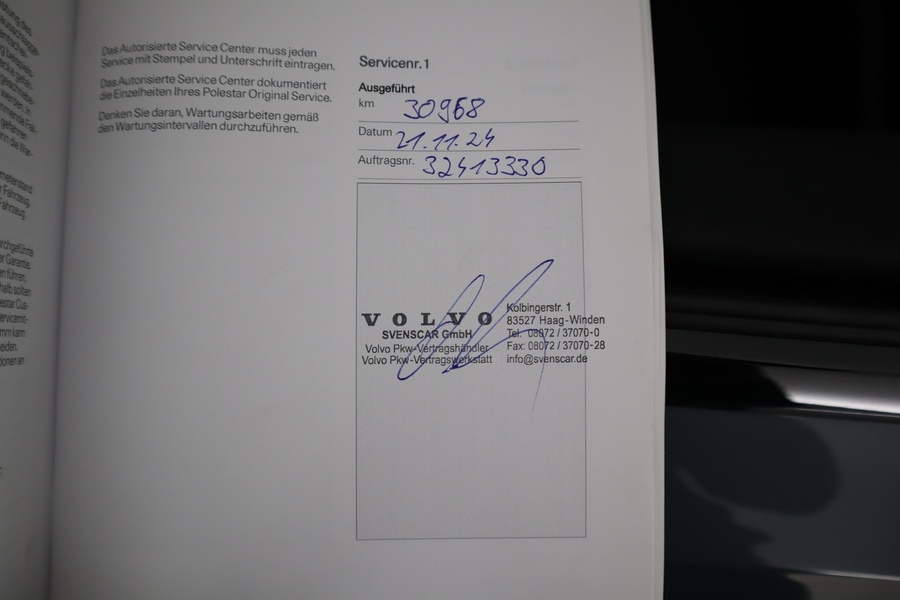 Das Autorisierte Service Center muss jeden
Service mit Stempel und Unterschrift eintragen.
Das Autorisierte Service Center dokumentiert
die Einzelheiten Ihres Polestar Original Service.
Denken Sie daran, Wartungsarbeiten gemäß
den Wartungsintervallen durchzuführen.
Servicenr. 1
Ausgeführt
km 30968
Datum 21.11.24
Auftragsnr. 32413330
VOLVO
SVENSCAR GmbH
Volvo Pkw-Vertragshändler
Volvo Pkw-Vertragswerkstatt
Kolbingerstr. 1
83527 Haag-Winden
Tel. 08072 / 37070-0
Fax: 08072 / 37070-28
info@svenscar.de